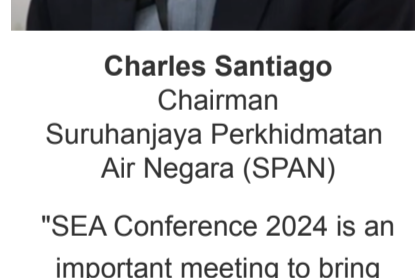 Charles Santiago
Chairman
Suruhanjaya Perkhidmatan
Air Negara (SPAN)
"SEA Conference 2024 is an
important meeting to bring